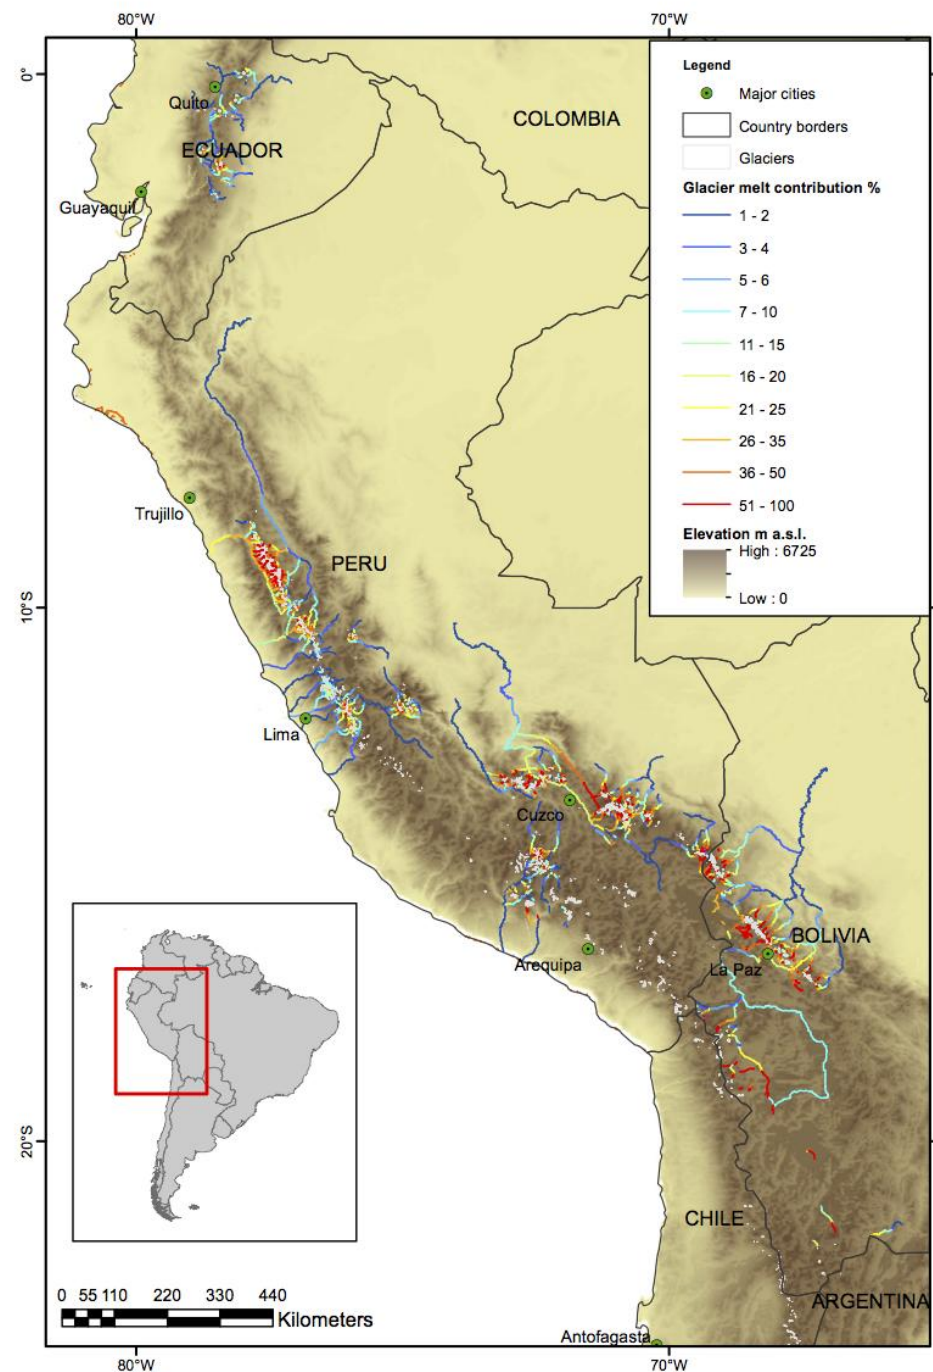 80°W
70°W
0°
Legend
Major cities
Country borders
Glaciers
Glacier melt contribution %
1 - 2
3 - 4
5 - 6
7 - 10
11 - 15
16 - 20
21 - 25
26 - 35
36 - 50
51 - 100
Elevation m a.s.l.
High : 6725
Low : 0
Quito
COLOMBIA
ECUADOR
Guayaquil
Trujillo
PERU
10°S
Lima
Cuzco
BOLIVIA
Arequipa
La Paz
20°S
CHILE
ARGENTINA
0 55 110 220 330 440
Kilometers
Antofagasta
80°W
70°W